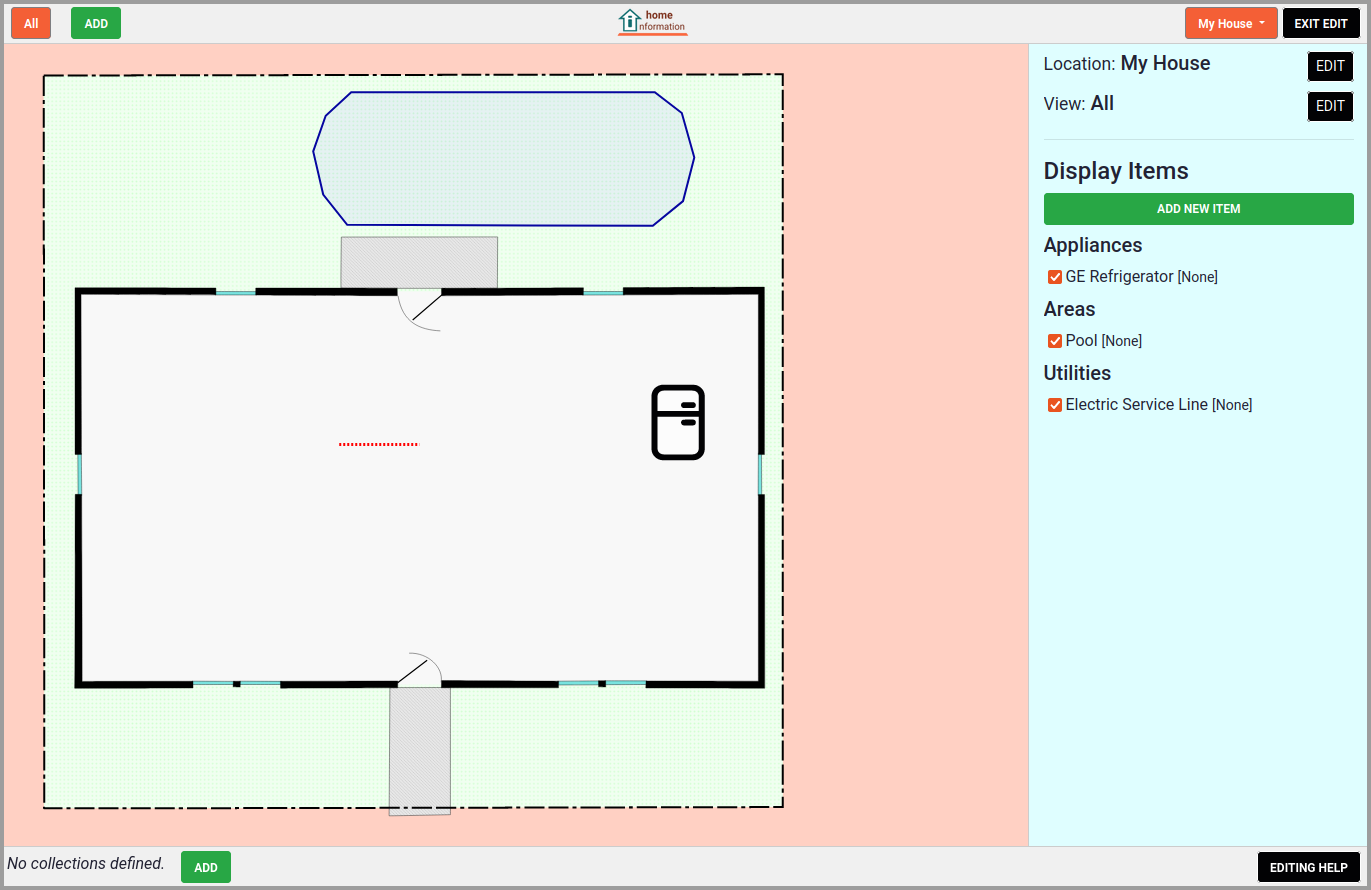 All
ADD
home
information
My House
EXIT EDIT
Location: My House
EDIT
View: All
EDIT
Display Items
ADD NEW ITEM
Appliances
GE Refrigerator [None]
Areas
Pool [None]
Utilities
Electric Service Line [None]
No collections defined.
ADD
EDITING HELP